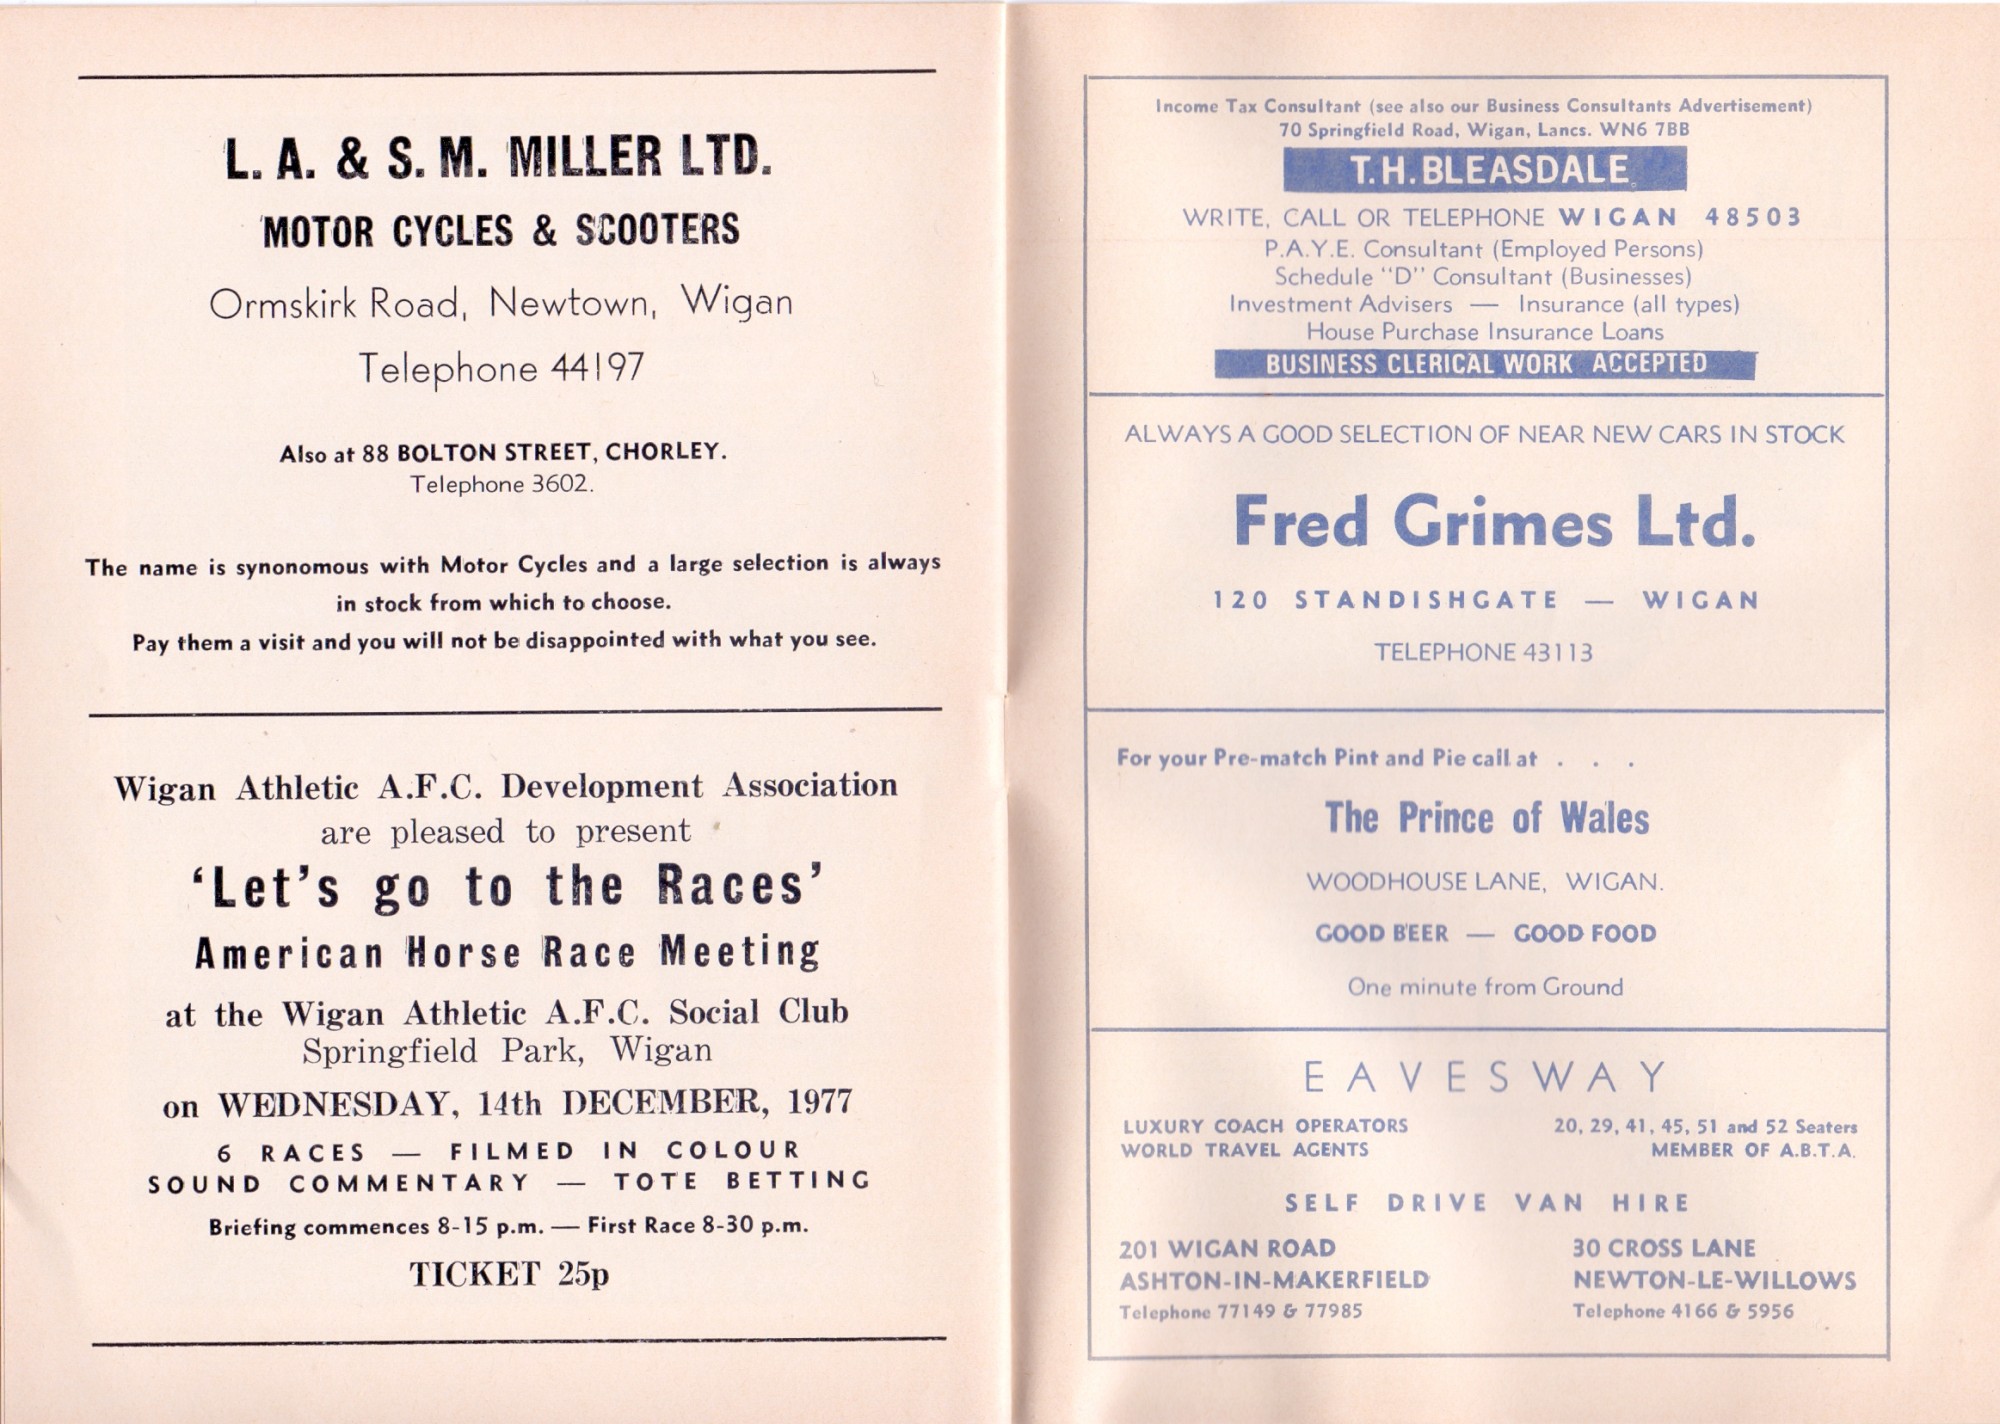 L. A. & S. M. MILLER LTD.
MOTOR CYCLES & SCOOTERS
Ormskirk Road, Newtown, Wigan
Telephone 44197
Also at 88 BOLTON STREET, CHORLEY.
Telephone 3602.
The name is synonomous with Motor Cycles and a large selection is always
in stock from which to choose.
Pay them a visit and you will not be disappointed with what you see.
Wigan Athletic A.F.C. Development Association
are pleased to present
‘Let’s go to the Races’
American Horse Race Meeting
at the Wigan Athletic A.F.C. Social Club
Springfield Park, Wigan
on WEDNESDAY, 14th DECEMBER, 1977
6 RACES — FILMED IN COLOUR
SOUND COMMENTARY — TOTE BETTING
Briefing commences 8-15 p.m. — First Race 8-30 p.m.
TICKET 25p
Income Tax Consultant (see also our Business Consultants Advertisement)
70 Springfield Road, Wigan, Lancs. WN6 7BB
T.H.BLEASDALE
WRITE, CALL OR TELEPHONE WIGAN 48503
P.A.Y.E. Consultant (Employed Persons)
Schedule "D" Consultant (Businesses)
Investment Advisers — Insurance (all types)
House Purchase Insurance Loans
BUSINESS CLERICAL WORK ACCEPTED
ALWAYS A GOOD SELECTION OF NEAR NEW CARS IN STOCK
Fred Grimes Ltd.
120 STANDISHGATE — WIGAN
TELEPHONE 43113
For your Pre-match Pint and Pie call at . . .
The Prince of Wales
WOODHOUSE LANE, WIGAN.
GOOD BEER — GOOD FOOD
One minute from Ground
EAVESWAY
LUXURY COACH OPERATORS 20, 29, 41, 45, 51 and 52 Seaters
WORLD TRAVEL AGENTS MEMBER OF A.B.T.A.
SELF DRIVE VAN HIRE
201 WIGAN ROAD 30 CROSS LANE
ASHTON-IN-MAKERFIELD NEWTON-LE-WILLOWS
Telephone 77149 & 77985 Telephone 4166 & 5956